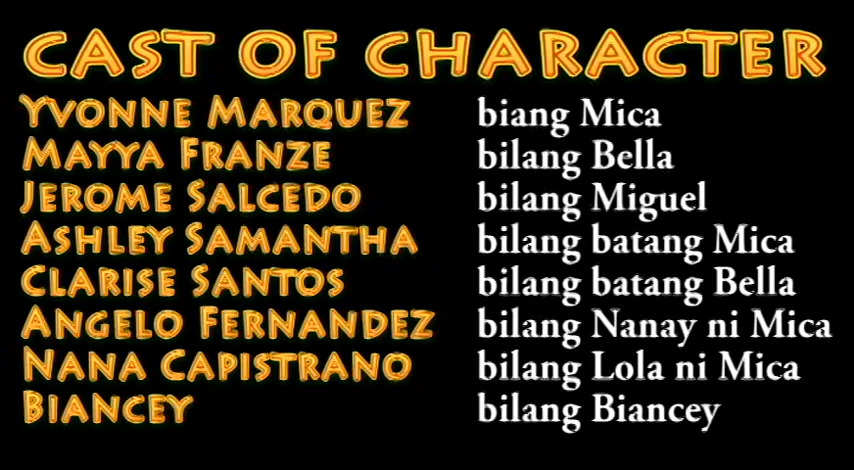 CAST OF CHARACTER
YVONNE MARQUEZ biang Mica
MAYYA FRANZE bilang Bella
JEROME SALCEDO bilang Miguel
ASHLEY SAMANTHA bilang batang Mica
CLARISE SANTOS bilang batang Bella
ANGELO FERNANDEZ bilang Nanay ni Mica
NANA CAPISTRANO bilang Lola ni Mica
BIANCEY bilang Biancey